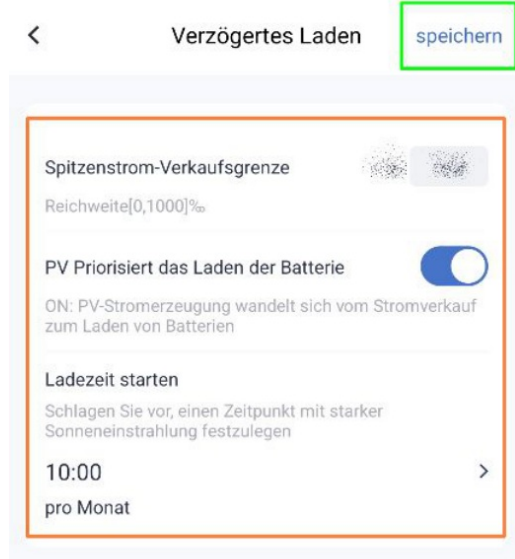 Verzögertes Laden
speichern
Spitzenstrom-Verkaufsgrenze
Reichweite[0,1000]‰
PV Priorisiert das Laden der Batterie
ON: PV-Stromerzeugung wandelt sich vom Stromverkauf
zum Laden von Batterien
Ladezeit starten
Schlagen Sie vor, einen Zeitpunkt mit starker
Sonneneinstrahlung festzulegen
10:00
pro Monat